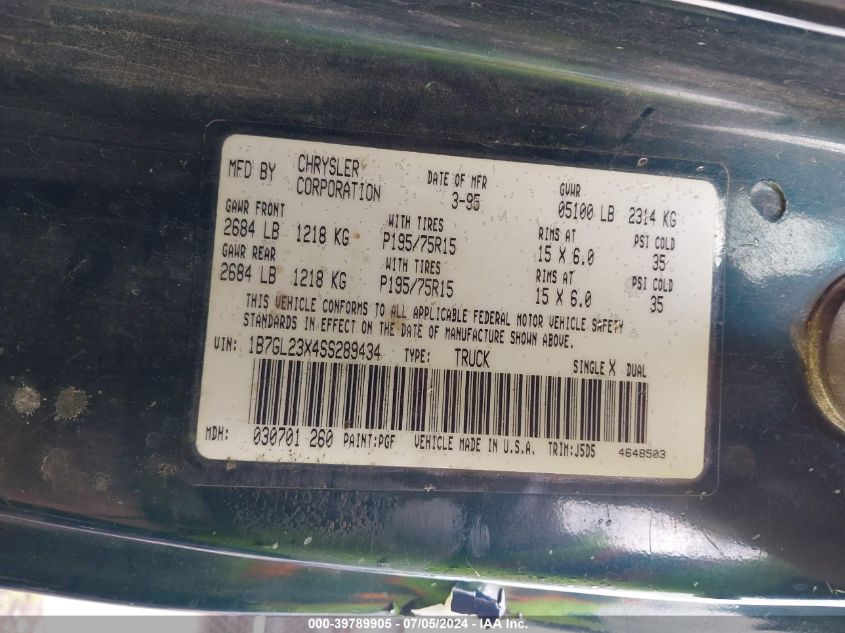 MFD BY CHRYSLER CORPORATION DATE OF MFR 3-95 GVWR 05100 LB 2314 KG
GAWR FRONT WITH TIRES RIMS AT PSI COLD
2684 LB 1218 KG P195/75R15 15 X 6.0 35
GAWR REAR WITH TIRES RIMS AT PSI COLD
2684 LB 1218 KG P195/75R15 15 X 6.0 35
THIS VEHICLE CONFORMS TO ALL APPLICABLE FEDERAL MOTOR VEHICLE SAFETY
STANDARDS IN EFFECT ON THE DATE OF MANUFACTURE SHOWN ABOVE.
VIN: 1B7GL23X4SS289434 TYPE: TRUCK SINGLE X DUAL
MDH: 030701 260 PAINT:PGF VEHICLE MADE IN U.S.A. TRIM:J5D5 4648503
000-39789905 - 07/05/2024 - IAA Inc.